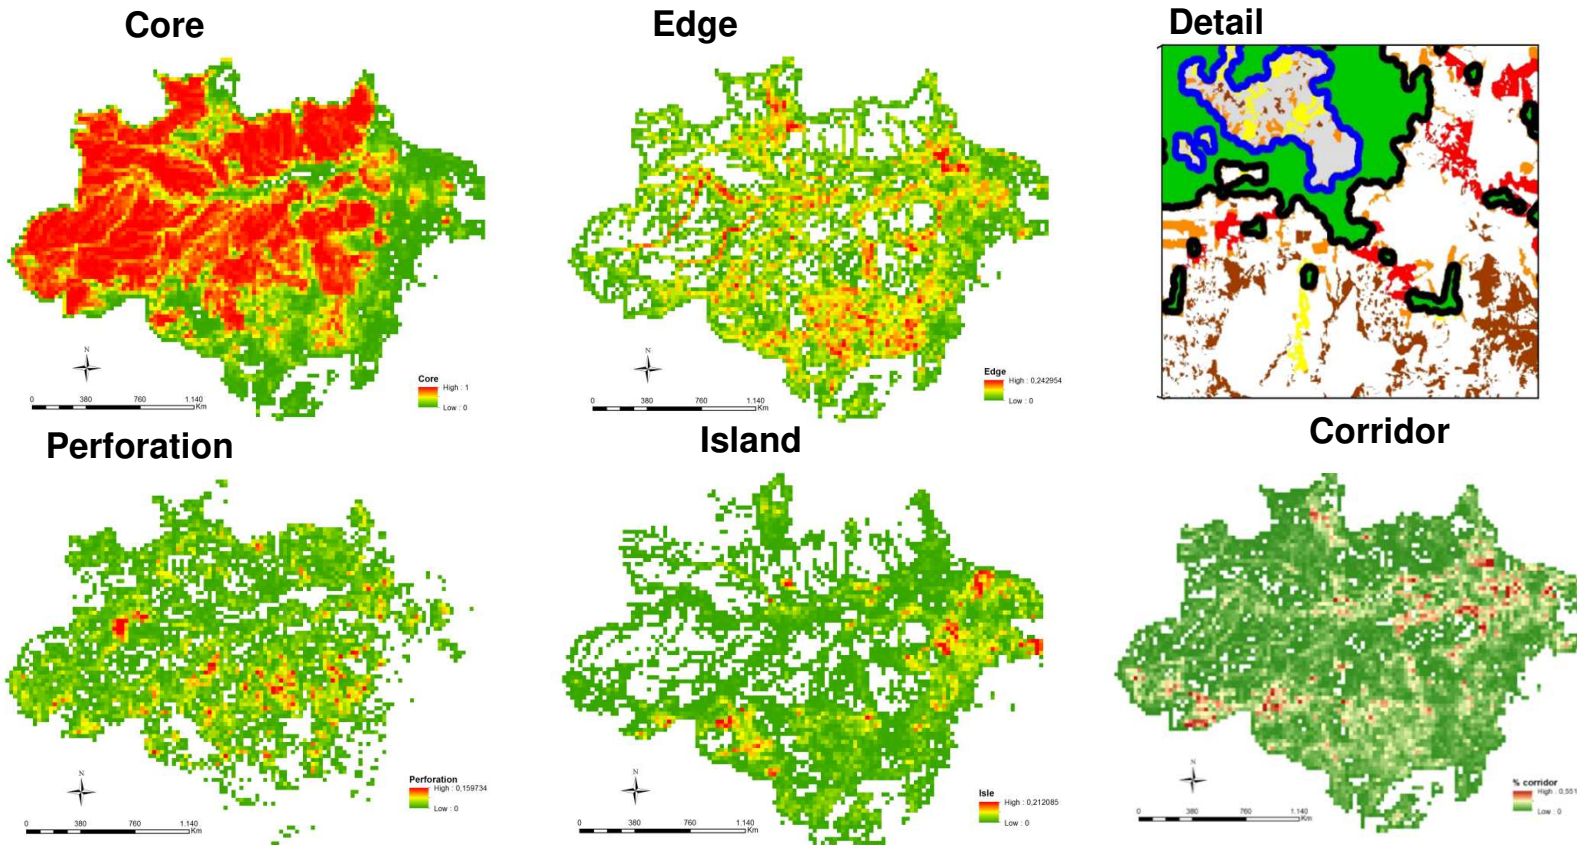 Core
Edge
Detail
N
0 380 760 1.140
Km
Core
High : 1
Low : 0
N
0 380 760 1.140
Km
Edge
High : 0,242954
Low : 0
Perforation
Island
Corridor
N
0 380 760 1.140
Km
Perforation
High : 0,159734
Low : 0
N
0 380 760 1.140
Km
Isle
High : 0,212085
Low : 0
N
0 380 760 1.140
Km
% corridor
High : 0,551
Low : 0